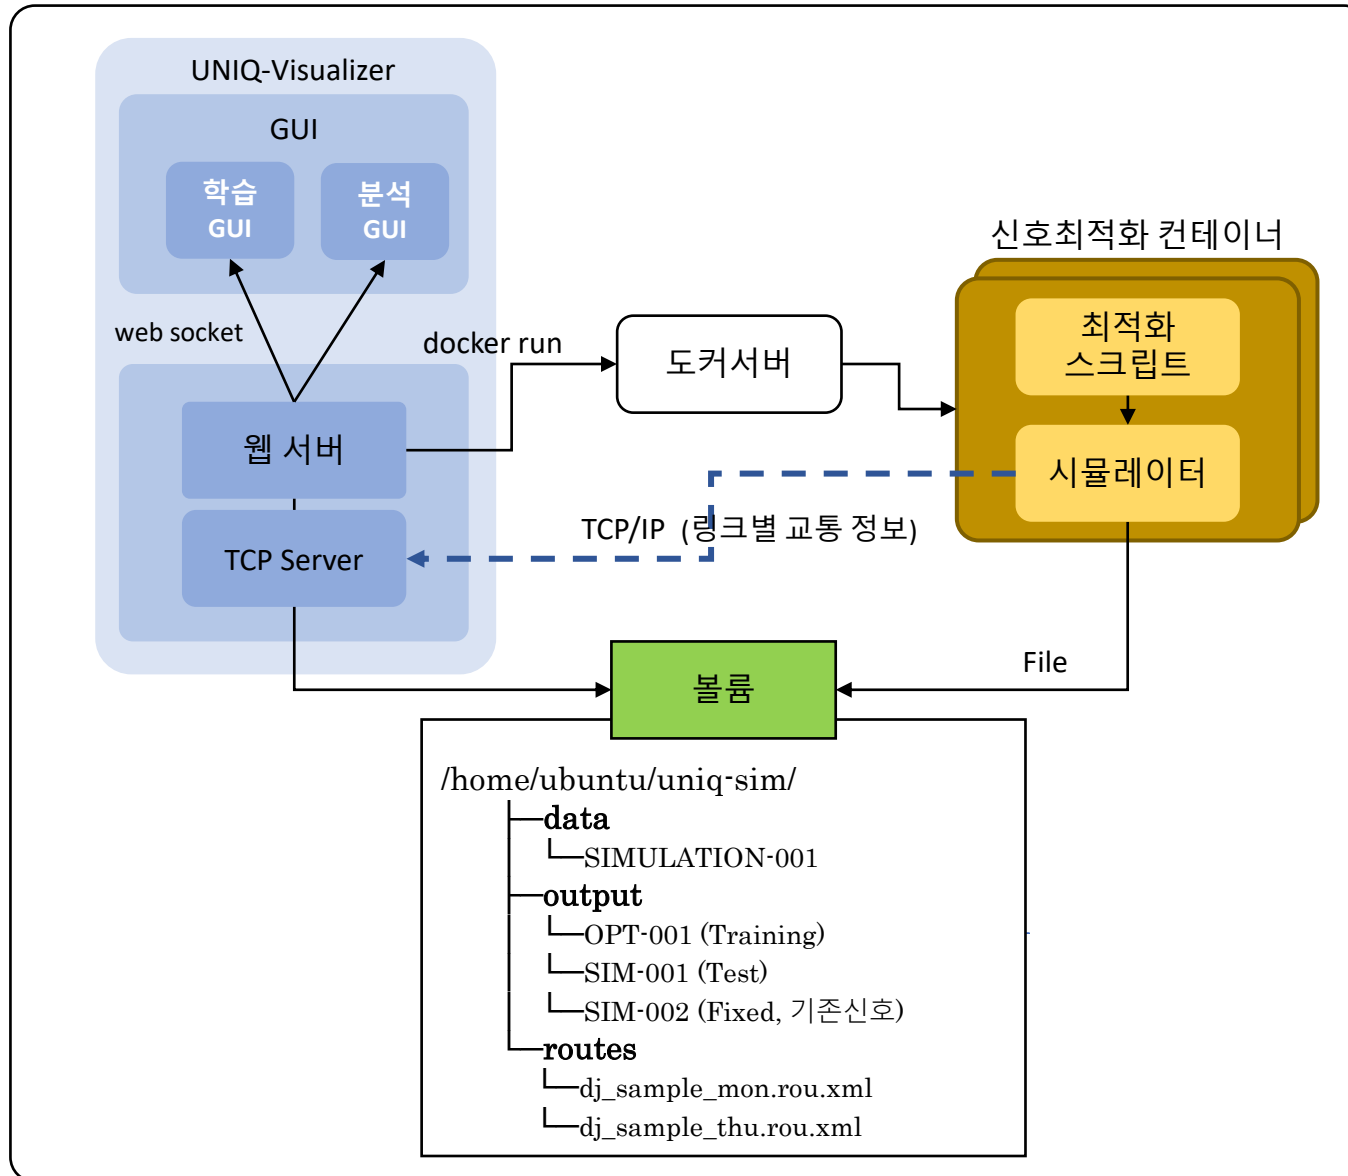 UNIQ-Visualizer
GUI
학습
GUI
분석
GUI
web socket
웹 서버
TCP Server
docker run
도커서버
신호최적화 컨테이너
최적화
스크립트
시뮬레이터
TCP/IP (링크별 교통 정보)
File
볼륨
/home/ubuntu/uniq-sim/
data
SIMULATION-001
output
OPT-001 (Training)
SIM-001 (Test)
SIM-002 (Fixed, 기존신호)
routes
dj_sample_mon.rou.xml
dj_sample_thu.rou.xml